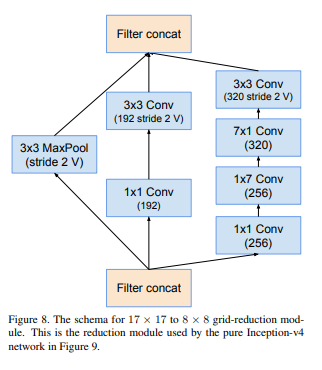 Filter concat
3x3 Conv
(320 stride 2 V)
3x3 Conv
(192 stride 2 V)
7x1 Conv
(320)
3x3 MaxPool
(stride 2 V)
1x7 Conv
(256)
1x1 Conv
(192)
1x1 Conv
(256)
Filter concat
Figure 8. The schema for 17 × 17 to 8 × 8 grid-reduction mod-
ule. This is the reduction module used by the pure Inception-v4
network in Figure 9.